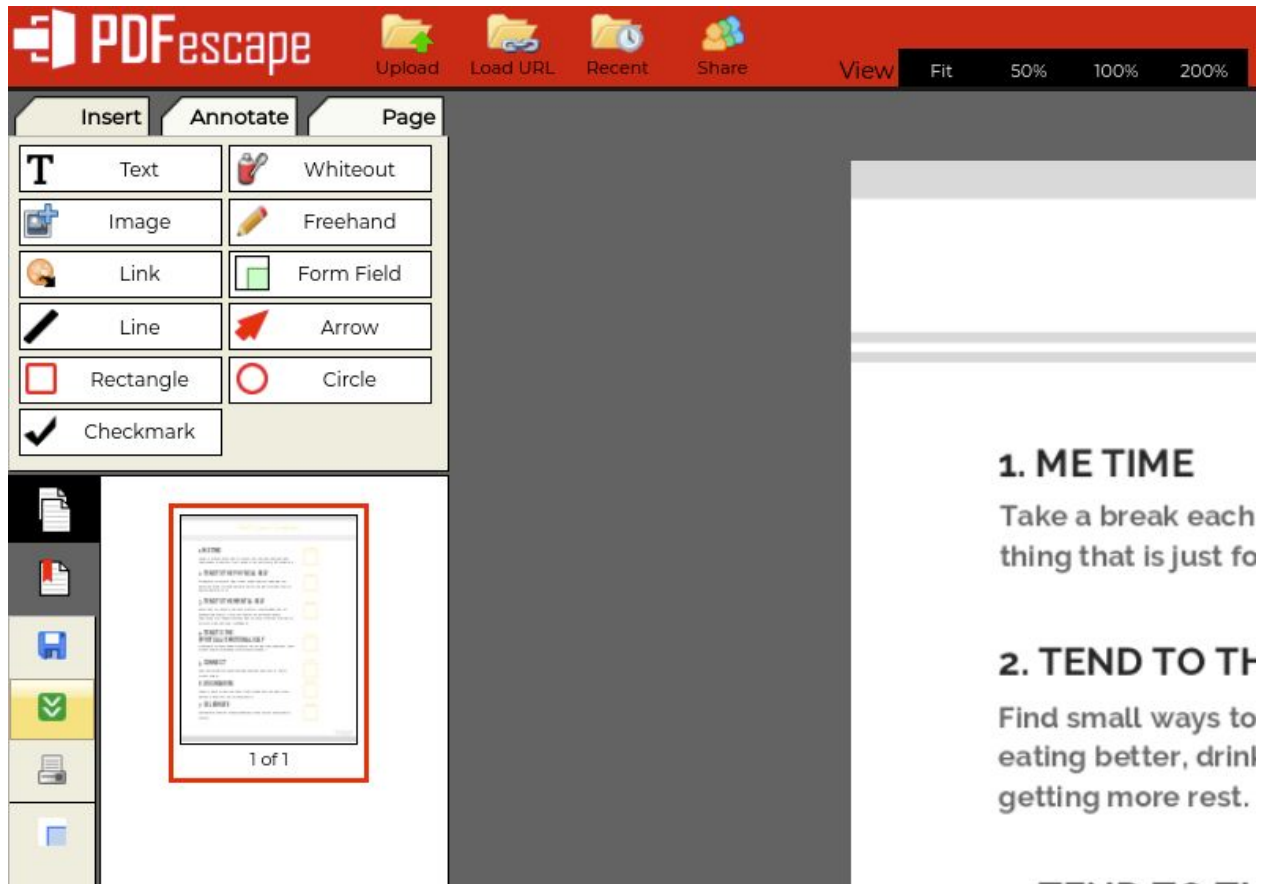 PDFescape
Upload Load URL Recent Share View Fit 50% 100% 200%
Insert Annotate Page
T Text Whiteout
Image Freehand
Link Form Field
Line Arrow
Rectangle Circle
Checkmark
1 of 1
1. ME TIME
Take a break each
thing that is just fo
2. TEND TO TH
Find small ways to
eating better, drink
getting more rest.